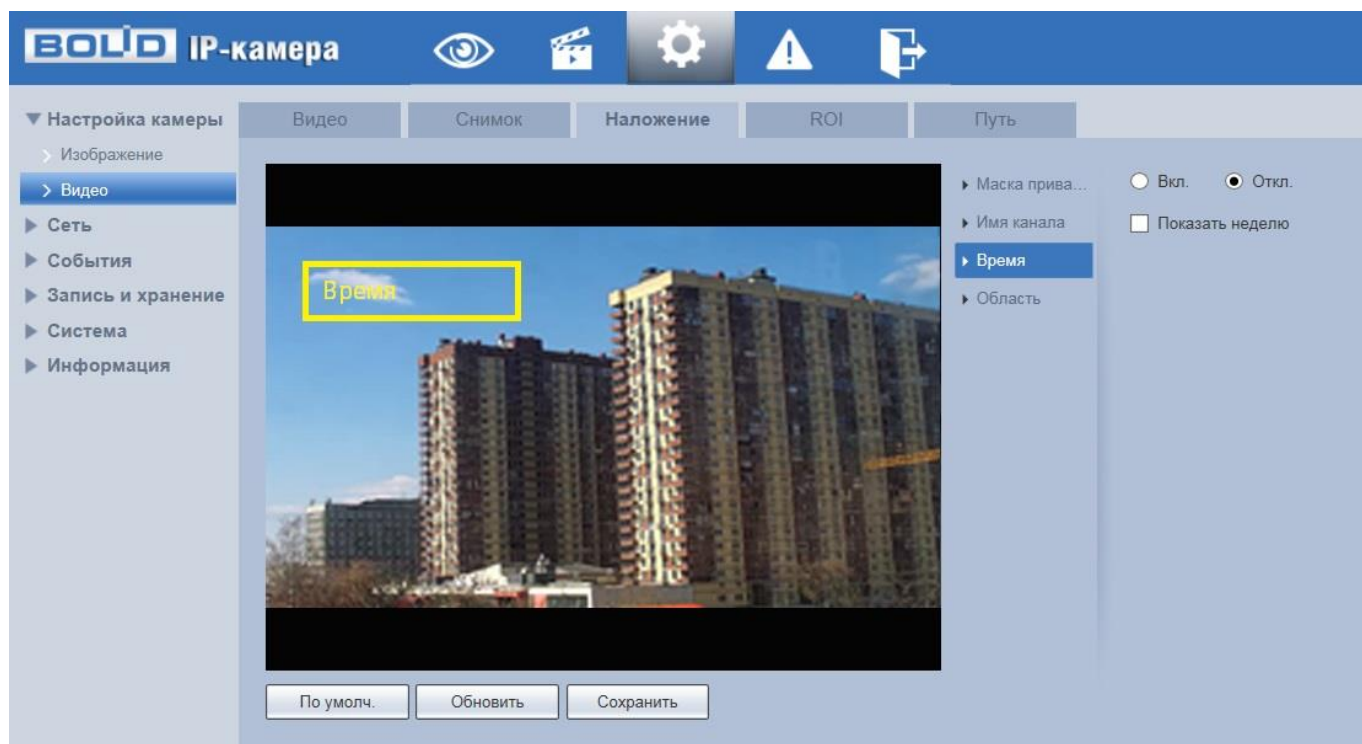 BOLID IP-камера
Настройка камеры
Изображение
Видео
Сеть
События
Запись и хранение
Система
Информация
Видео Снимок Наложение ROI Путь
Время
Маска прива...
Имя канала
Время
Область
Вкл. Откл.
Показать неделю
По умолч. Обновить Сохранить